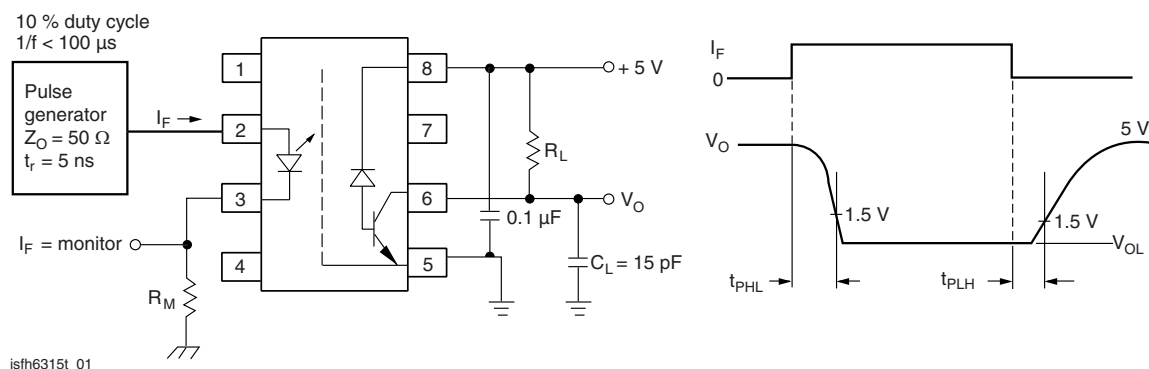 10 % duty cycle
1/f < 100 µs
Pulse
generator
Z_O = 50 Ω
t_r = 5 ns
I_F
1
2
3
4
8
7
6
5
+ 5 V
R_L
V_O
0.1 µF
C_L = 15 pF
I_F = monitor
R_M
I_F
0
V_O
5 V
1.5 V
1.5 V
V_OL
t_PHL
t_PLH
isfh6315t_01